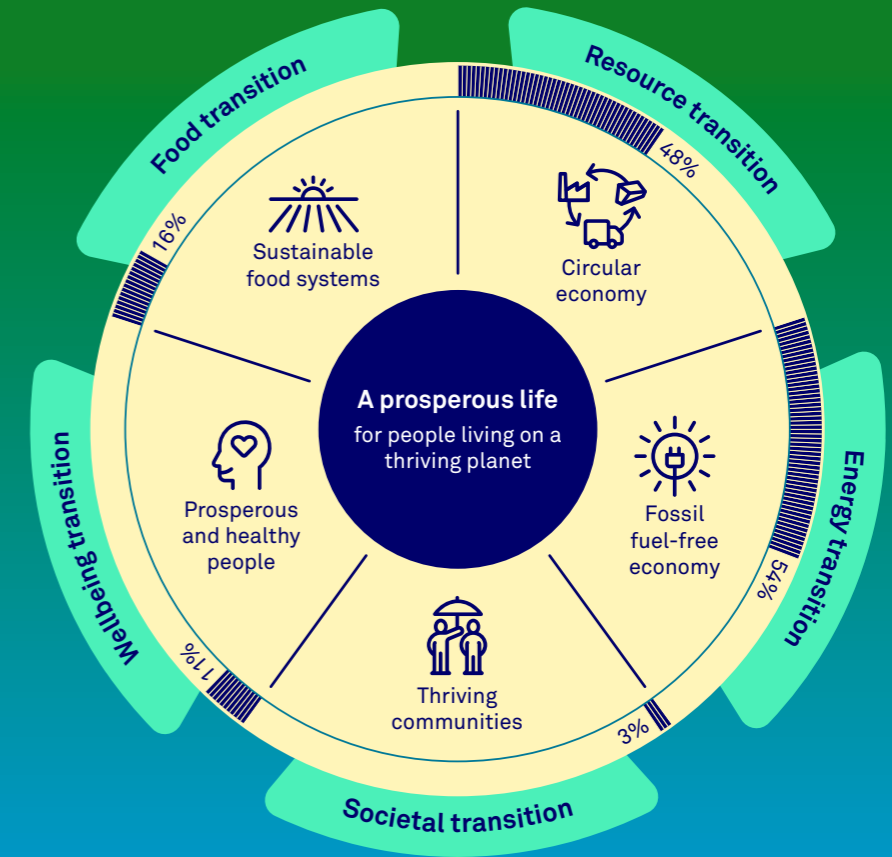 Food transition
Resource transition
48%
16%
Sustainable
food systems
Circular
economy
A prosperous life
for people living on a
thriving planet
Prosperous
and healthy
people
Fossil
fuel-free
economy
Energy transition
54%
Wellbeing transition
11%
Thriving
communities
3%
Societal transition